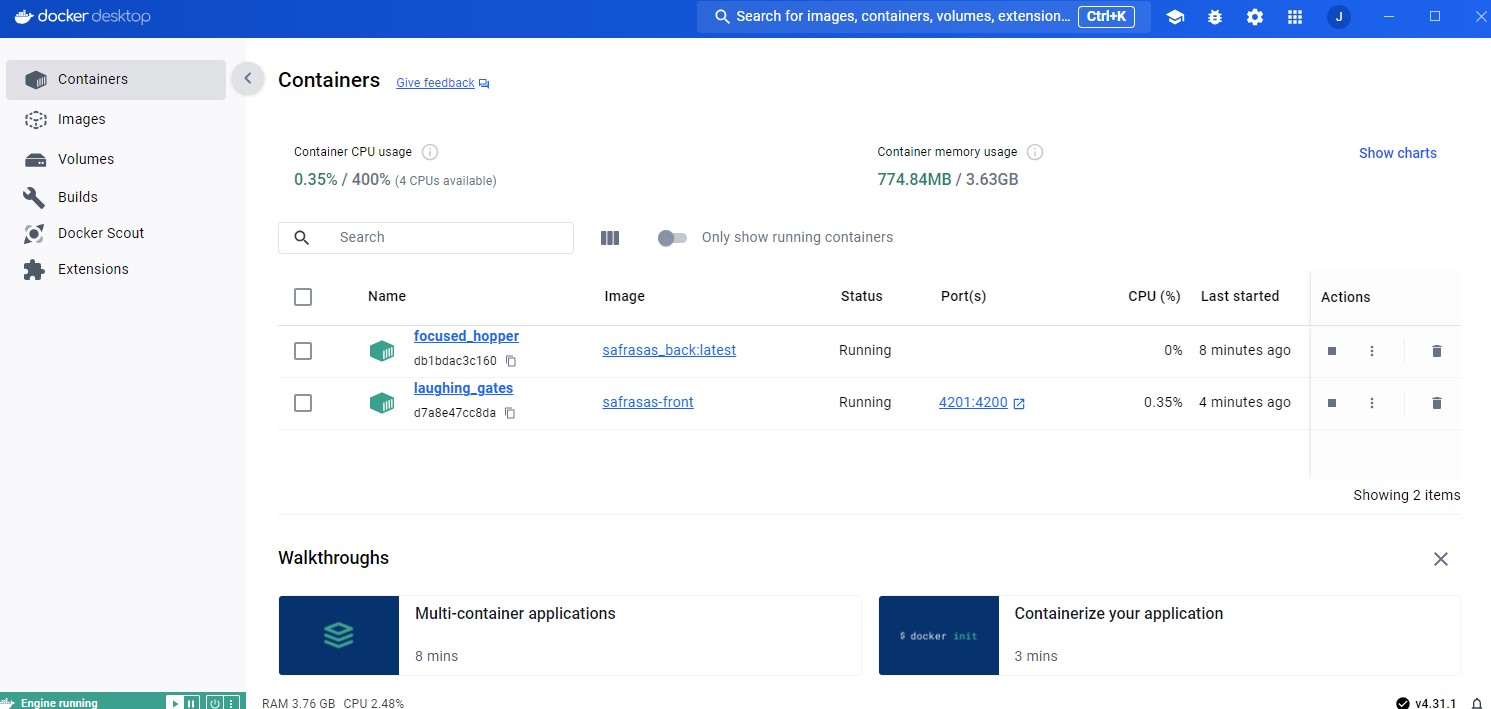 docker desktop
Search for images, containers, volumes, extension... Ctrl+K
J
Containers
Images
Volumes
Builds
Docker Scout
Extensions
Containers Give feedback
Container CPU usage
0.35% / 400% (4 CPUs available)
Container memory usage
774.84MB / 3.63GB
Show charts
Search
Only show running containers
Name Image Status Port(s) CPU (%) Last started Actions
focused_hopper
db1bdac3c160
safrasas_back:latest Running 0% 8 minutes ago
laughing_gates
d7a8e47cc8da
safrasas-front Running 4201:4200 0.35% 4 minutes ago
Showing 2 items
Walkthroughs
Multi-container applications
8 mins
$ docker init
Containerize your application
3 mins
Engine running
RAM 3.76 GB CPU 2.48%
v4.31.1